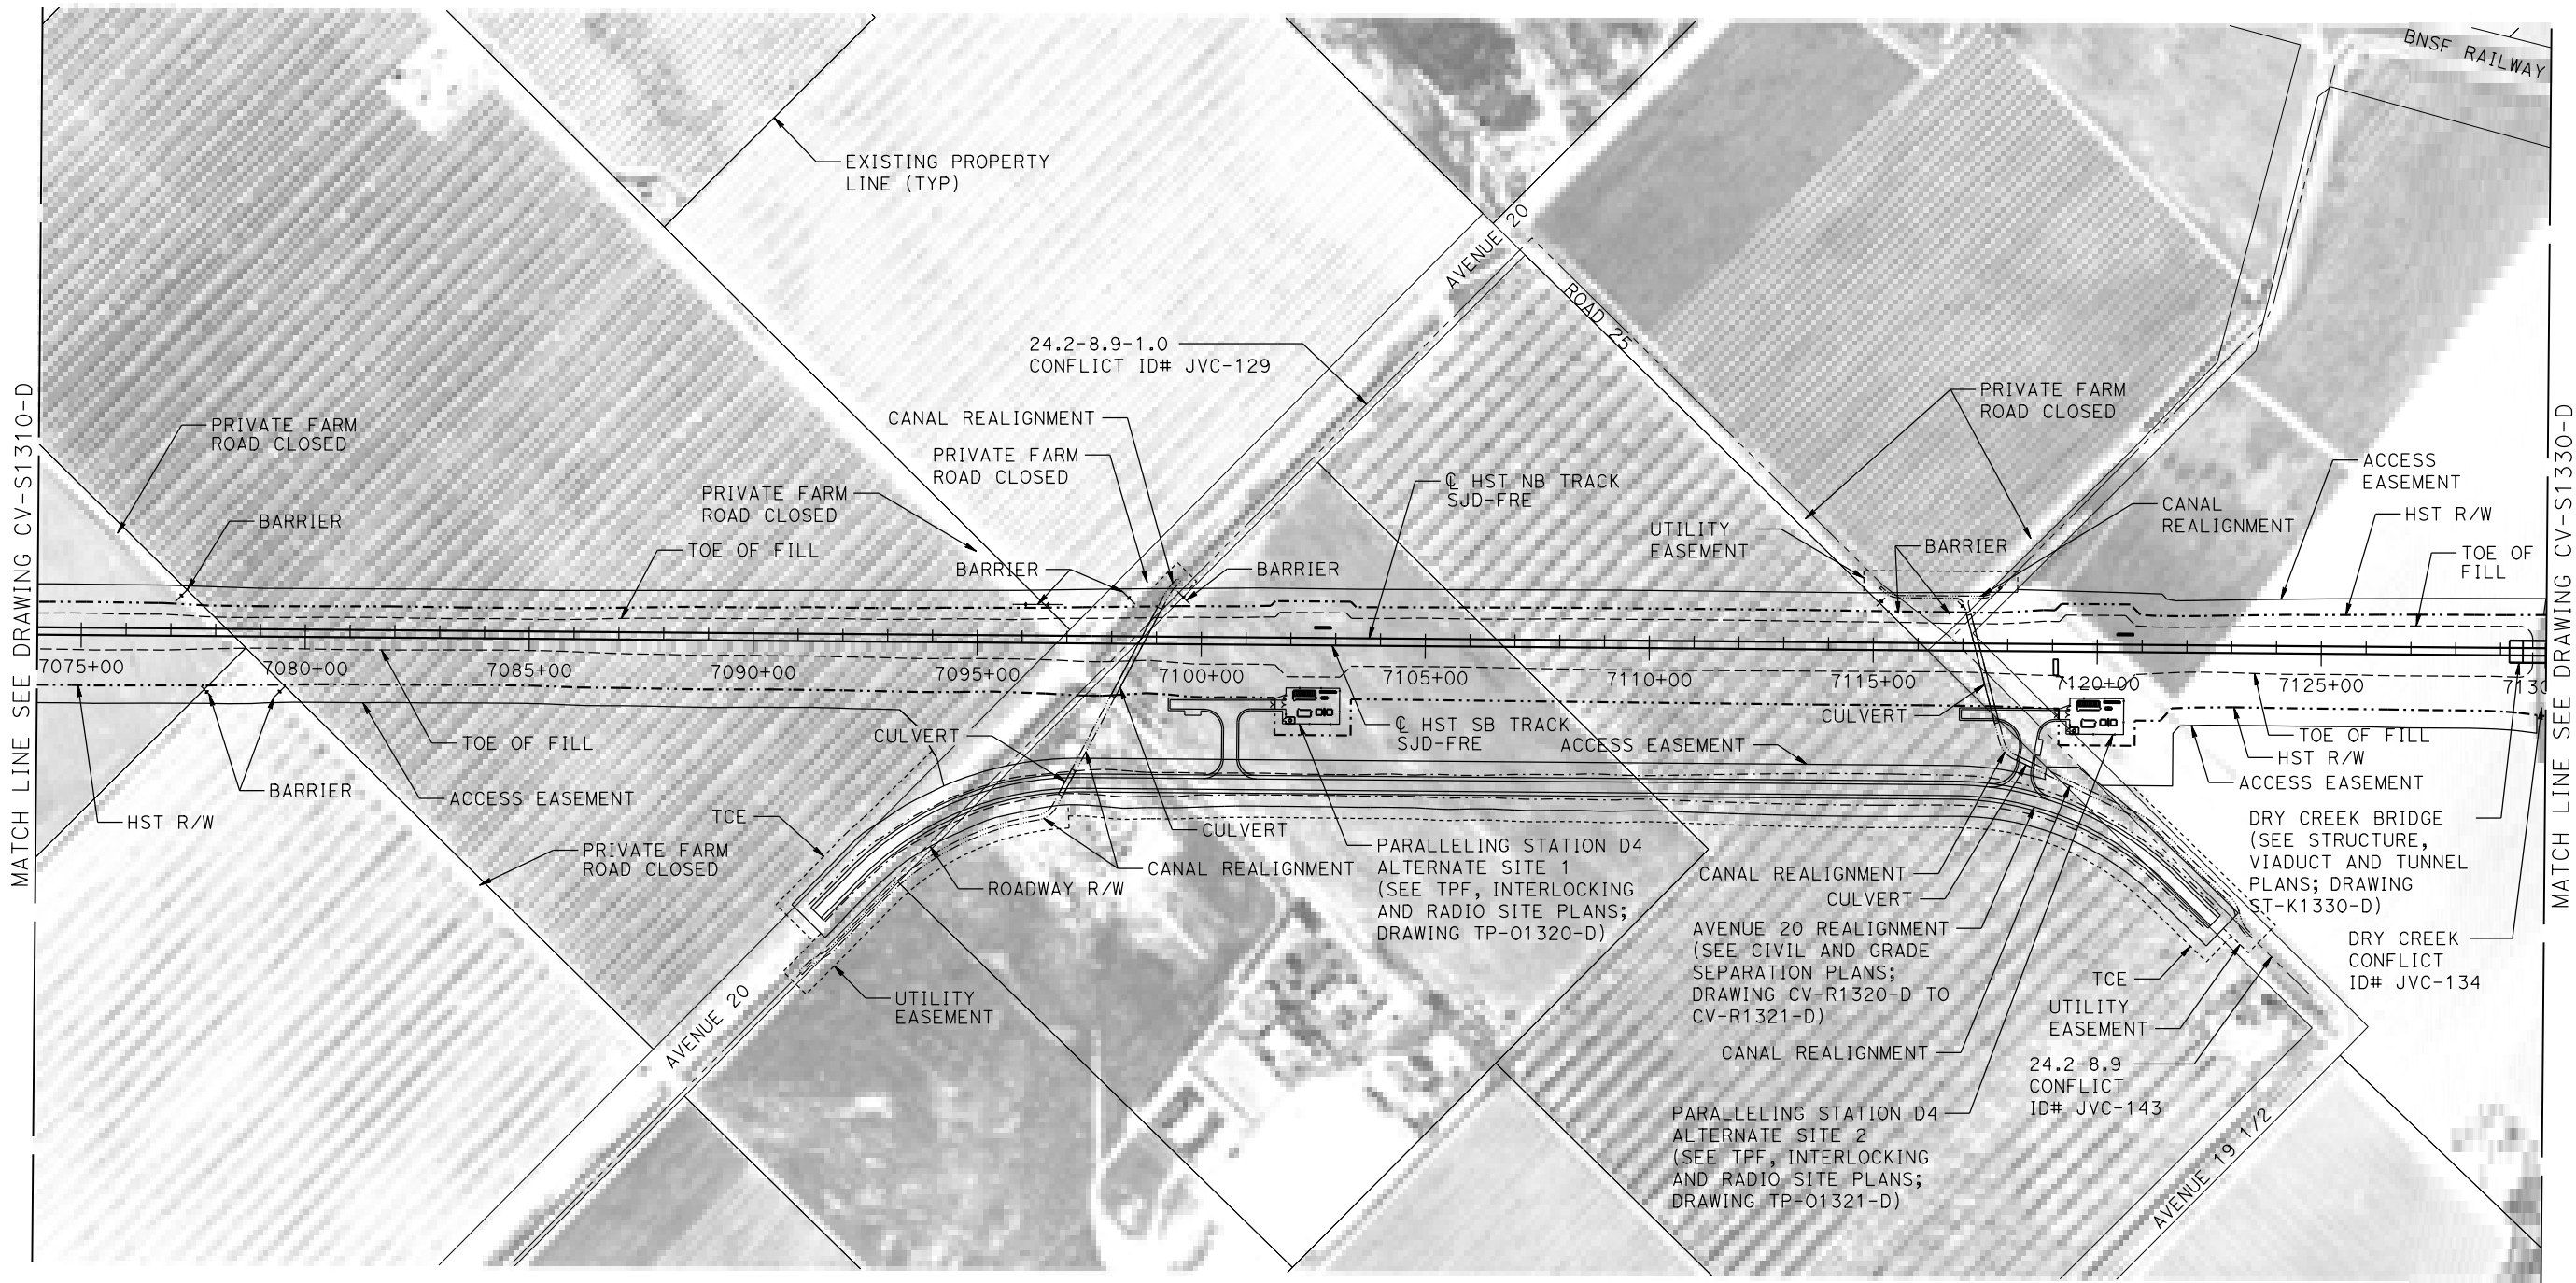 BNSF RAILWAY
EXISTING PROPERTY
LINE (TYP)
AVENUE 20
ROAD 25
24.2-8.9-1.0
CONFLICT ID# JVC-129
CANAL REALIGNMENT
PRIVATE FARM
ROAD CLOSED
PRIVATE FARM
ROAD CLOSED
BARRIER
PRIVATE FARM
ROAD CLOSED
TOE OF FILL
BARRIER
BARRIER
℄ HST NB TRACK
SJD-FRE
UTILITY
EASEMENT
BARRIER
PRIVATE FARM
ROAD CLOSED
CANAL
REALIGNMENT
ACCESS
EASEMENT
HST R/W
TOE OF
FILL
MATCH LINE SEE DRAWING CV-S1310-D
MATCH LINE SEE DRAWING CV-S1330-D
7075+00
7080+00
7085+00
7090+00
7095+00
7100+00
7105+00
7110+00
7115+00
7120+00
7125+00
7130
HST R/W
BARRIER
TOE OF FILL
ACCESS EASEMENT
PRIVATE FARM
ROAD CLOSED
TCE
CULVERT
ROADWAY R/W
CULVERT
CANAL REALIGNMENT
UTILITY
EASEMENT
AVENUE 20
℄ HST SB TRACK
SJD-FRE
ACCESS EASEMENT
PARALLELING STATION D4
ALTERNATE SITE 1
(SEE TPF, INTERLOCKING
AND RADIO SITE PLANS;
DRAWING TP-O1320-D)
CULVERT
CANAL REALIGNMENT
CULVERT
AVENUE 20 REALIGNMENT
(SEE CIVIL AND GRADE
SEPARATION PLANS;
DRAWING CV-R1320-D TO
CV-R1321-D)
CANAL REALIGNMENT
PARALLELING STATION D4
ALTERNATE SITE 2
(SEE TPF, INTERLOCKING
AND RADIO SITE PLANS;
DRAWING TP-O1321-D)
TOE OF FILL
HST R/W
ACCESS EASEMENT
DRY CREEK BRIDGE
(SEE STRUCTURE,
VIADUCT AND TUNNEL
PLANS; DRAWING
ST-K1330-D)
DRY CREEK
CONFLICT
ID# JVC-134
TCE
UTILITY
EASEMENT
24.2-8.9
CONFLICT
ID# JVC-143
AVENUE 19 1/2